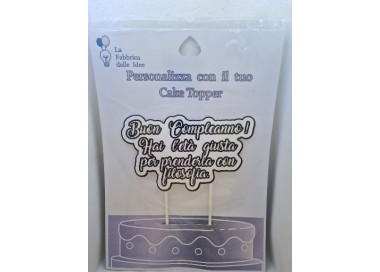 La
Fabbrica
delle Idee
Personalizza con il tuo
Cake Topper
Buon Compleanno!
Hai l'età giusta
per prenderla con
filosofia.